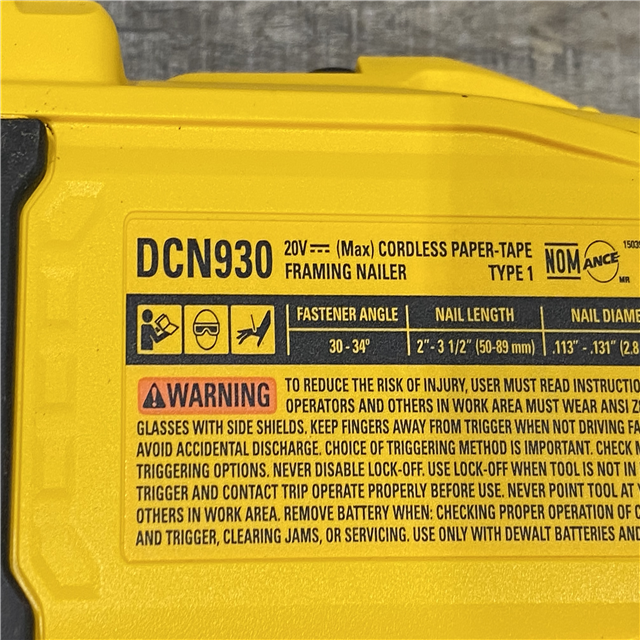 DCN930 20V (Max) CORDLESS PAPER-TAPE
FRAMING NAILER TYPE 1
NOM ANCE
MR
FASTENER ANGLE NAIL LENGTH NAIL
30 - 34° 2" - 3 1/2" (50-89 mm) .113" - .131" (2.8
WARNING TO REDUCE THE RISK OF INJURY, USER MUST READ
OPERATORS AND OTHERS IN WORK AREA MUST WEAR ANSI
GLASSES WITH SIDE SHIELDS. KEEP FINGERS AWAY FROM TRIGGER WHEN NOT DRIVING
AVOID ACCIDENTAL DISCHARGE. CHOICE OF TRIGGERING METHOD IS IMPORTANT. CHECK
TRIGGERING OPTIONS. NEVER DISABLE LOCK-OFF. USE LOCK-OFF WHEN TOOL IS NOT IN
TRIGGER AND CONTACT TRIP OPERATE PROPERLY BEFORE USE. NEVER POINT TOOL AT
OTHERS IN WORK AREA. REMOVE BATTERY WHEN: CHECKING PROPER OPERATION OF
AND TRIGGER, CLEARING JAMS, OR SERVICING. USE ONLY WITH DEWALT BATTERIES AND